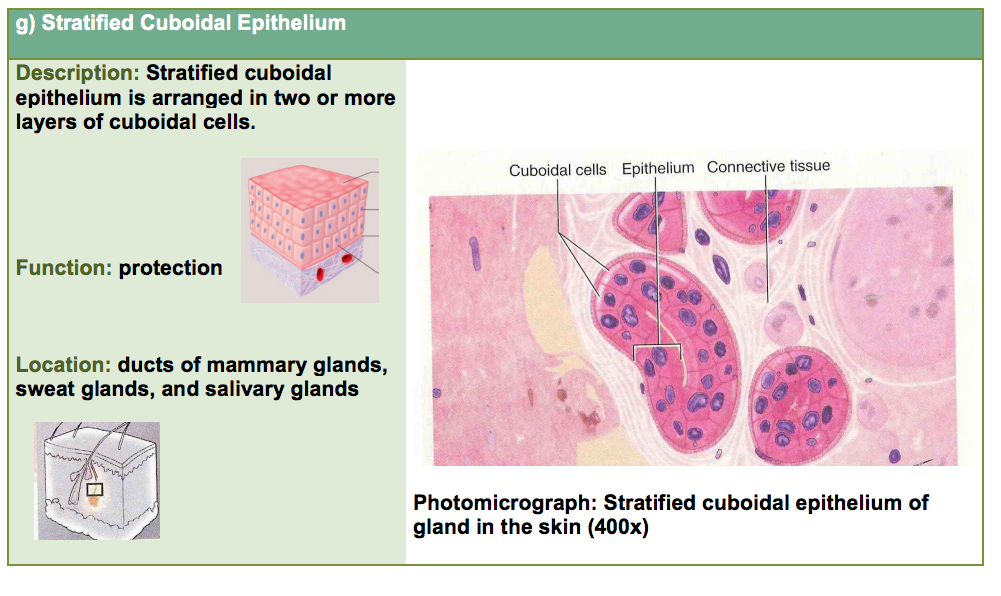 g) Stratified Cuboidal Epithelium
Description: Stratified cuboidal
epithelium is arranged in two or more
layers of cuboidal cells.
Function: protection
Location: ducts of mammary glands,
sweat glands, and salivary glands
Cuboidal cells Epithelium Connective tissue
Photomicrograph: Stratified cuboidal epithelium of
gland in the skin (400x)